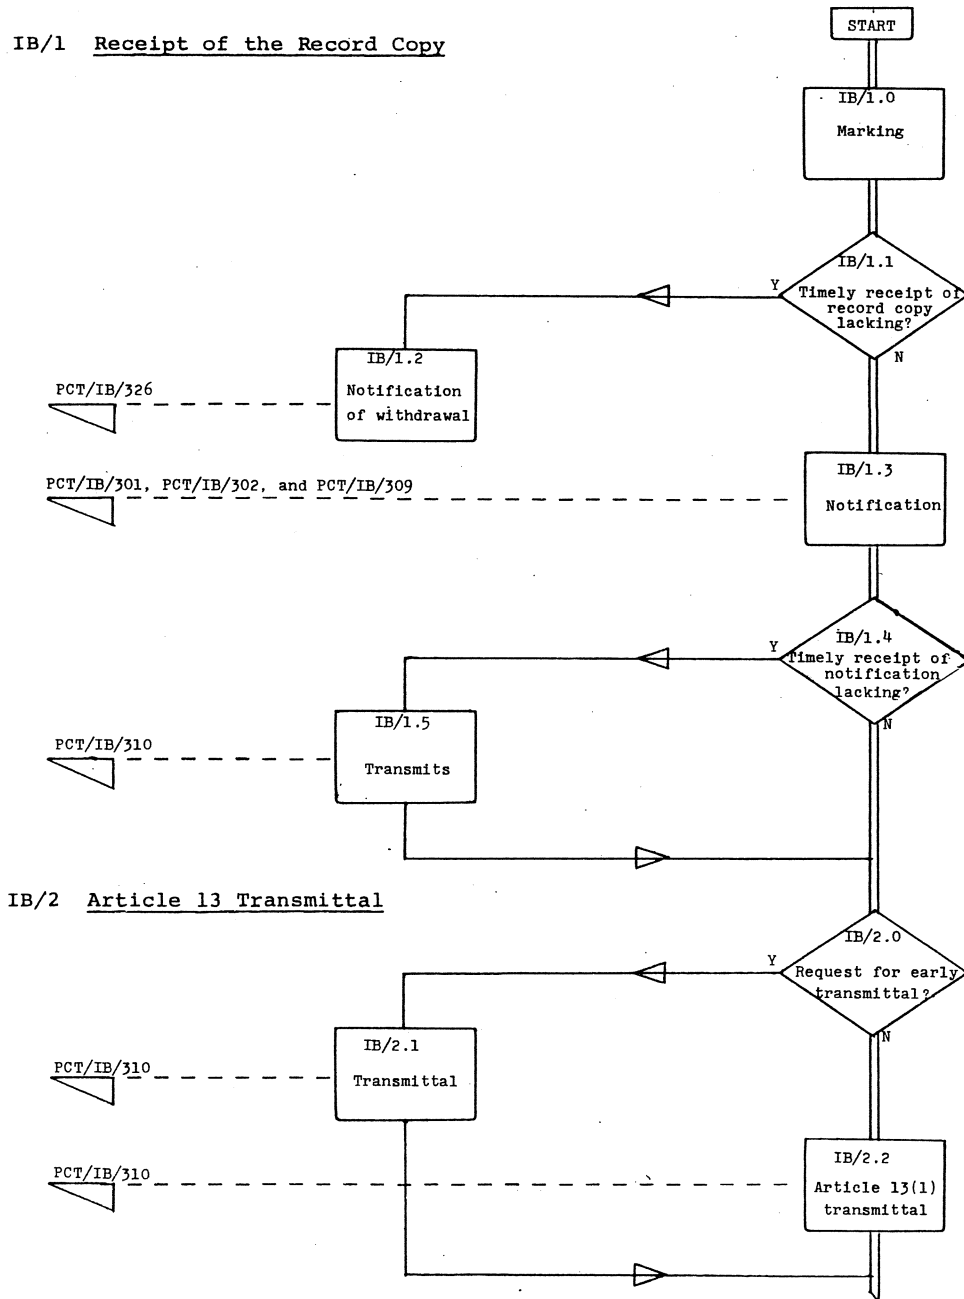 START
IB/1 Receipt of the Record Copy
IB/1.0
Marking
IB/1.1
Y
Timely receipt of
record copy
lacking?
N
IB/1.2
Notification
of withdrawal
PCT/IB/326
IB/1.3
Notification
PCT/IB/301, PCT/IB/302, and PCT/IB/309
IB/1.4
Y
Timely receipt of
notification
lacking?
N
IB/1.5
Transmits
PCT/IB/310
IB/2 Article 13 Transmittal
IB/2.0
Y
Request for early
transmittal?
N
IB/2.1
Transmittal
PCT/IB/310
IB/2.2
Article 13(1)
transmittal
PCT/IB/310